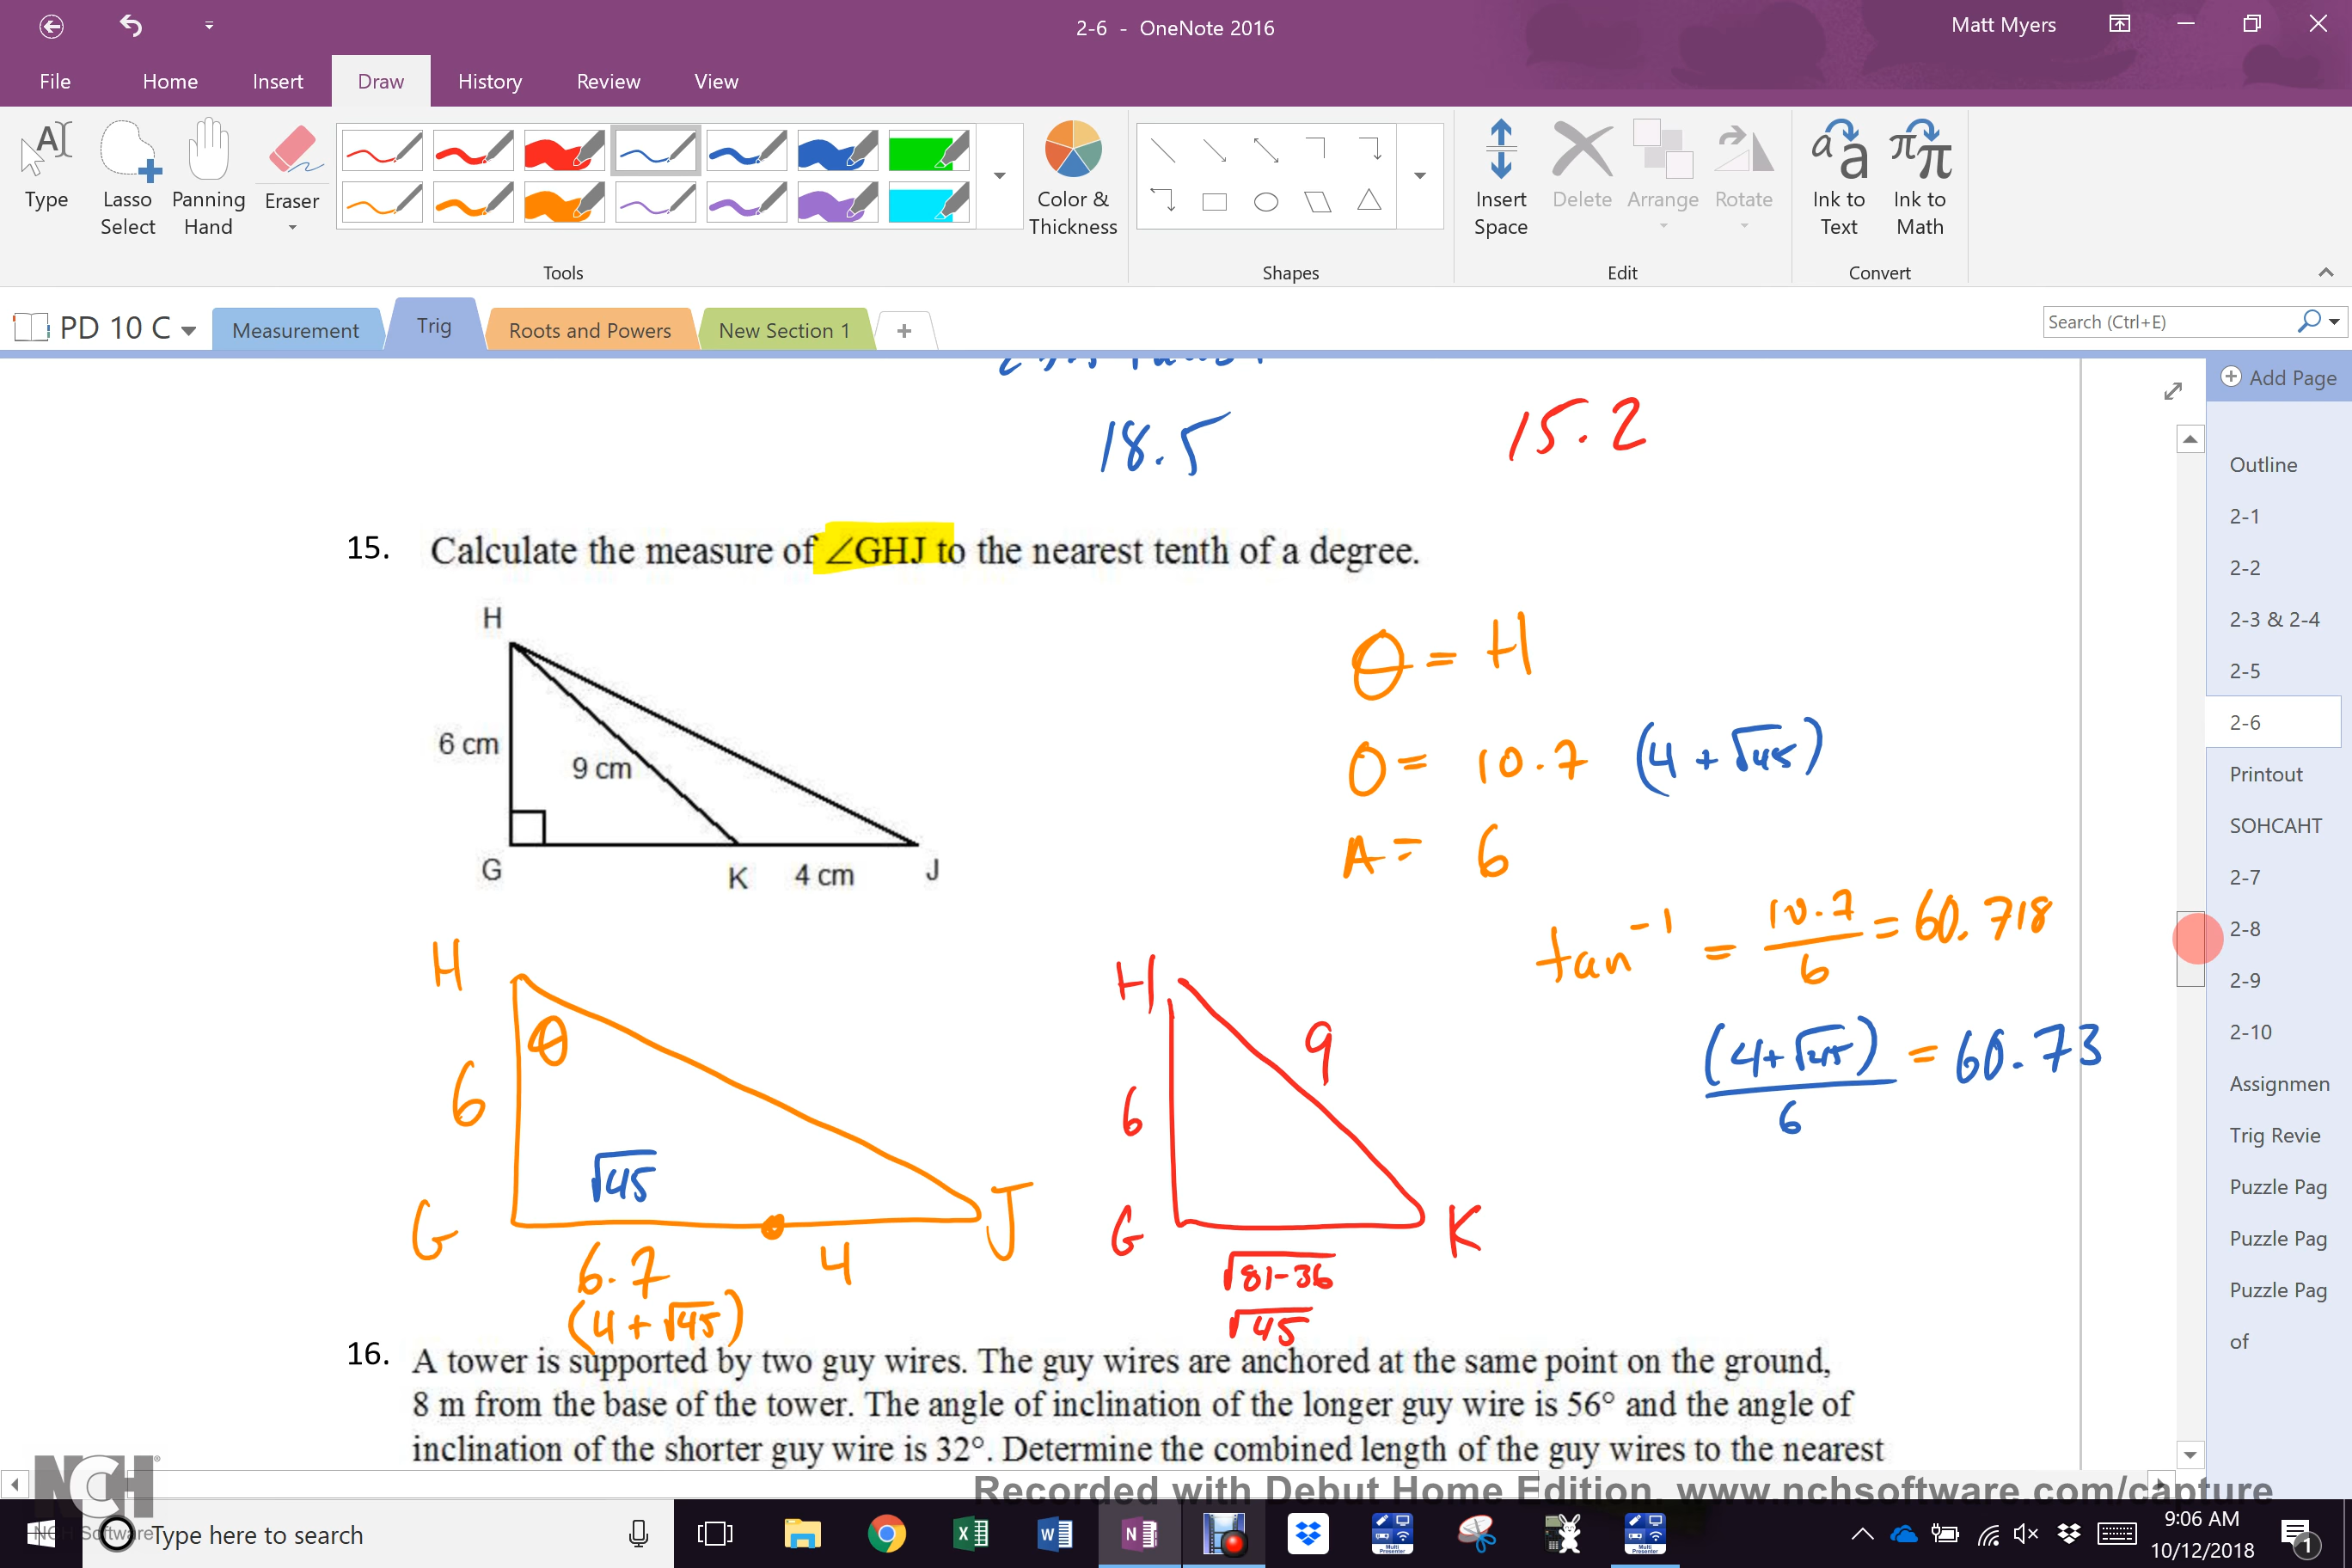 2-6 - OneNote 2016
Matt Myers
File Home Insert Draw History Review View
Type
Lasso Select
Panning Hand
Eraser
Color & Thickness
Insert Space
Delete
Arrange
Rotate
Ink to Text
Ink to Math
Tools
Shapes
Edit
Convert
PD 10 C
Measurement
Trig
Roots and Powers
New Section 1
Search (Ctrl+E)
Add Page
Outline
2-1
2-2
2-3 & 2-4
2-5
2-6
Printout
SOHCAHT
2-7
2-8
2-9
2-10
Assignmen
Trig Revie
Puzzle Pag
Puzzle Pag
Puzzle Pag
of
18.5
15.2
15. Calculate the measure of ∠GHJ to the nearest tenth of a degree.
H
6 cm
9 cm
G
K
4 cm
J
θ = H
O = 10.7 (4 + √45)
A = 6
tan⁻¹ = 10.7/6 = 60.718
(4+√45)/6 = 60.73
H
θ
6
√45
G
J
6.7
4
(4 + √45)
H
9
6
G
K
√81-36
√45
16. A tower is supported by two guy wires. The guy wires are anchored at the same point on the ground,
8 m from the base of the tower. The angle of inclination of the longer guy wire is 56° and the angle of
inclination of the shorter guy wire is 32°. Determine the combined length of the guy wires to the nearest
NCH®
NCH Software
Recorded with Debut Home Edition. www.nchsoftware.com/capture
Type here to search
9:06 AM
10/12/2018
1